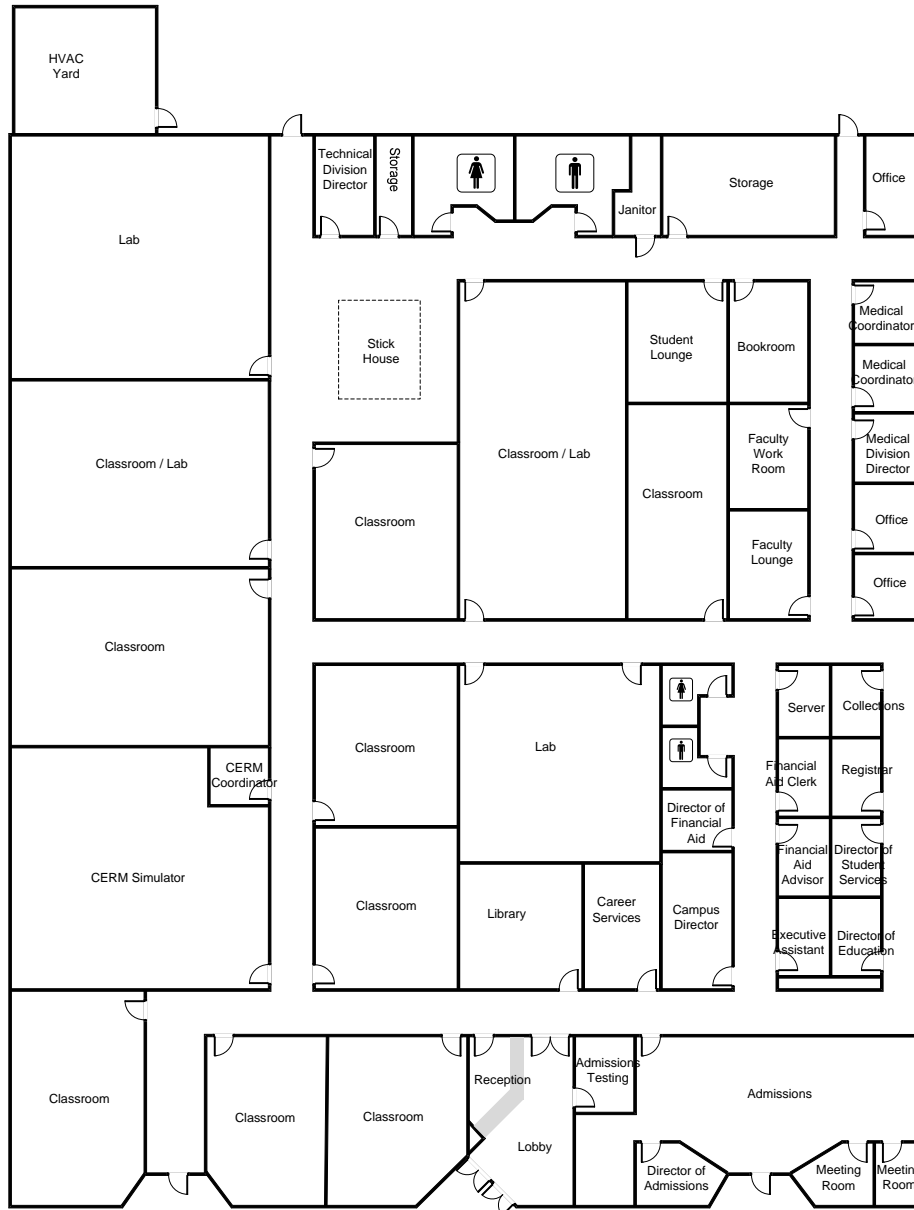 HVAC
Yard
Technical
Division
Director
Storage
Janitor
Storage
Office
Lab
Stick
House
Student
Lounge
Bookroom
Medical
Coordinator
Medical
Coordinator
Classroom / Lab
Classroom / Lab
Classroom
Classroom
Faculty
Work
Room
Medical
Division
Director
Faculty
Lounge
Office
Office
Classroom
Classroom
Lab
Server
Collections
CERM
Coordinator
Financial
Aid Clerk
Registrar
Director of
Financial
Aid
CERM Simulator
Classroom
Library
Career
Services
Campus
Director
Financial
Aid
Advisor
Director of
Student
Services
Executive
Assistant
Director of
Education
Classroom
Classroom
Classroom
Reception
Lobby
Admissions
Testing
Admissions
Director of
Admissions
Meeting
Room
Meeting
Room